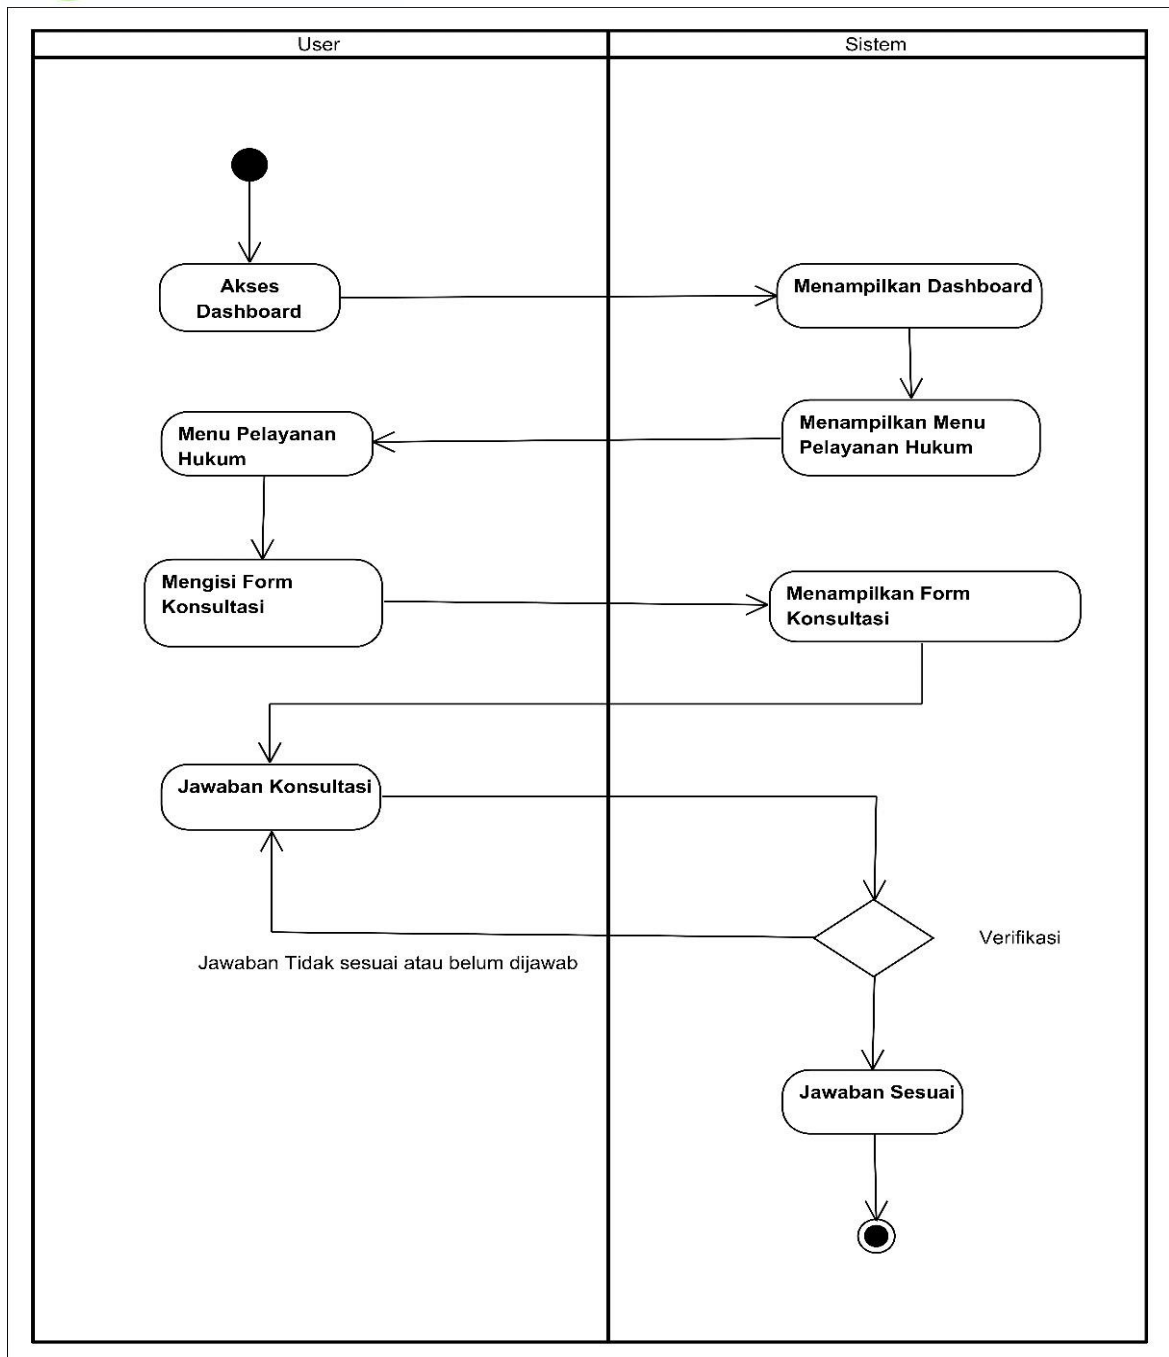 User
Sistem
Akses
Dashboard
Menampilkan Dashboard
Menampilkan Menu
Pelayanan Hukum
Menu Pelayanan
Hukum
Mengisi Form
Konsultasi
Menampilkan Form
Konsultasi
Jawaban Konsultasi
Verifikasi
Jawaban Tidak sesuai atau belum dijawab
Jawaban Sesuai